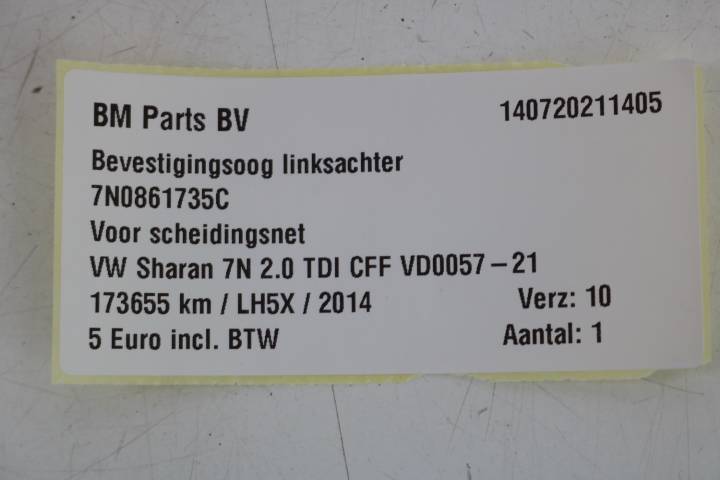 BM Parts BV 140720211405
Bevestigingsoog linksachter
7N0861735C
Voor scheidingsnet
VW Sharan 7N 2.0 TDI CFF VD0057-21
173655 km / LH5X / 2014 Verz: 10
5 Euro incl. BTW Aantal: 1